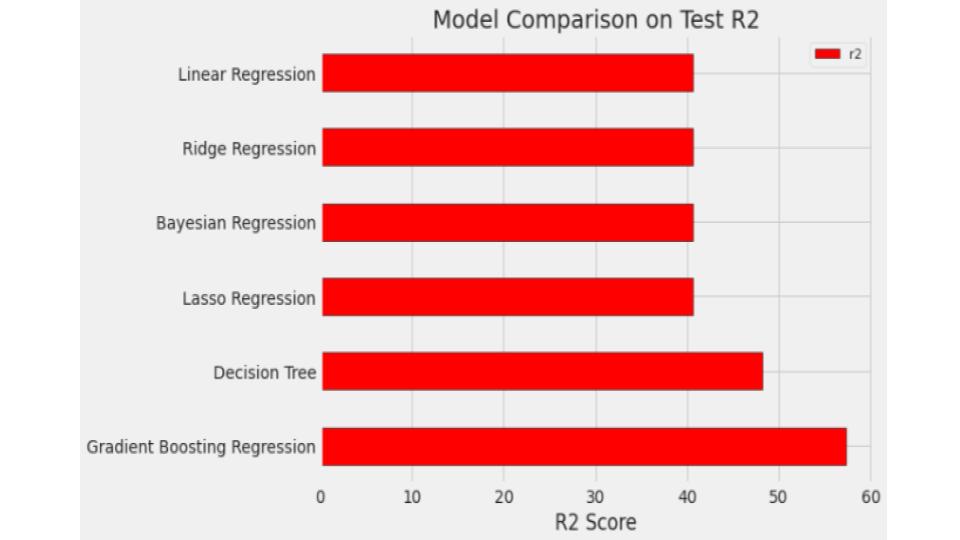 Model Comparison on Test R2
r2
Linear Regression
Ridge Regression
Bayesian Regression
Lasso Regression
Decision Tree
Gradient Boosting Regression
0 10 20 30 40 50 60
R2 Score